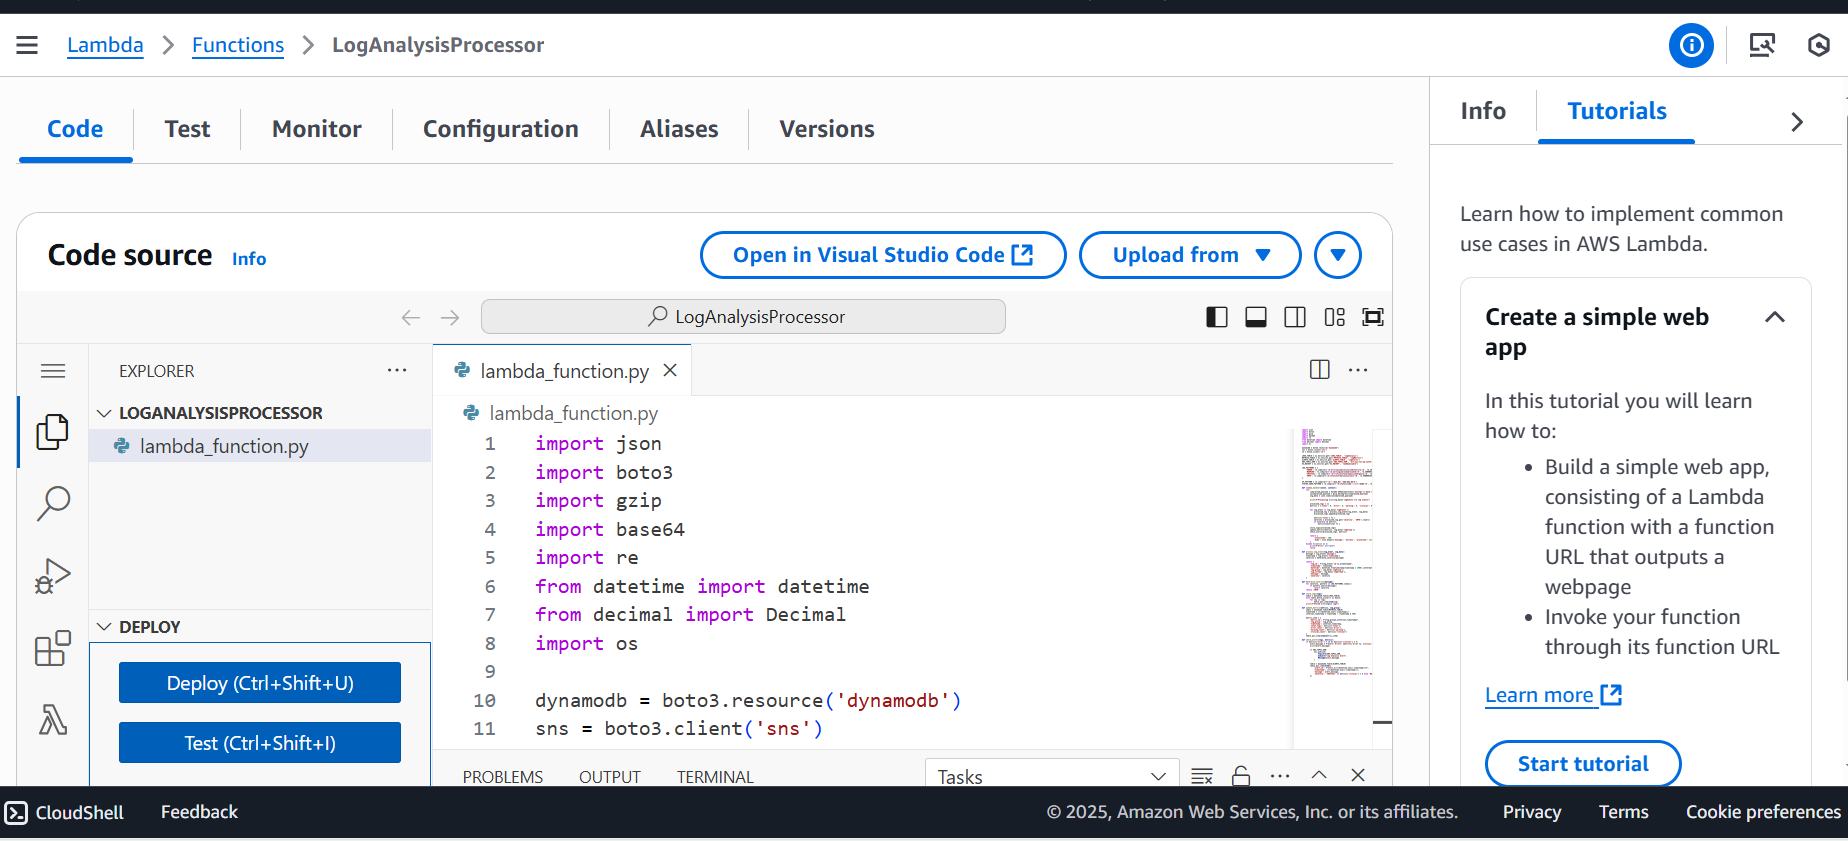 Lambda Functions LogAnalysisProcessor
Code Test Monitor Configuration Aliases Versions
Code source Info
Open in Visual Studio Code
Upload from
LogAnalysisProcessor
EXPLORER
LOGANALYSISPROCESSOR
lambda_function.py
DEPLOY
Deploy (Ctrl+Shift+U)
Test (Ctrl+Shift+I)
lambda_function.py
lambda_function.py
1 import json
2 import boto3
3 import gzip
4 import base64
5 import re
6 from datetime import datetime
7 from decimal import Decimal
8 import os
9
10 dynamodb = boto3.resource('dynamodb')
11 sns = boto3.client('sns')
PROBLEMS OUTPUT TERMINAL
Tasks
Info Tutorials
Learn how to implement common
use cases in AWS Lambda.
Create a simple web
app
In this tutorial you will learn
how to:
• Build a simple web app,
consisting of a Lambda
function with a function
URL that outputs a
webpage
• Invoke your function
through its function URL
Learn more
Start tutorial
CloudShell Feedback
© 2025, Amazon Web Services, Inc. or its affiliates. Privacy Terms Cookie preferences